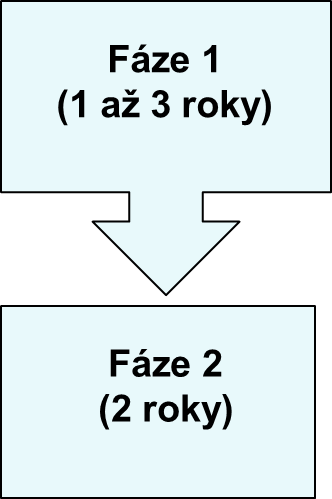 Fáze 1
(1 až 3 roky)
Fáze 2
(2 roky)